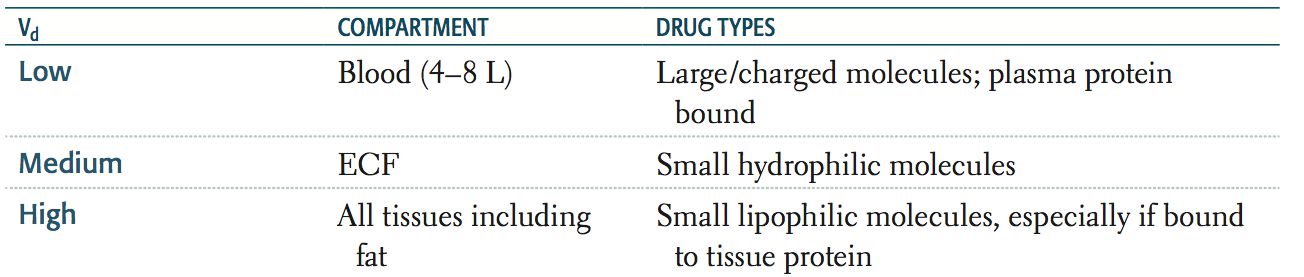 Vd COMPARTMENT DRUG TYPES
Low Blood (4–8 L) Large/charged molecules; plasma protein
bound
Medium ECF Small hydrophilic molecules
High All tissues including Small lipophilic molecules, especially if bound
fat to tissue protein